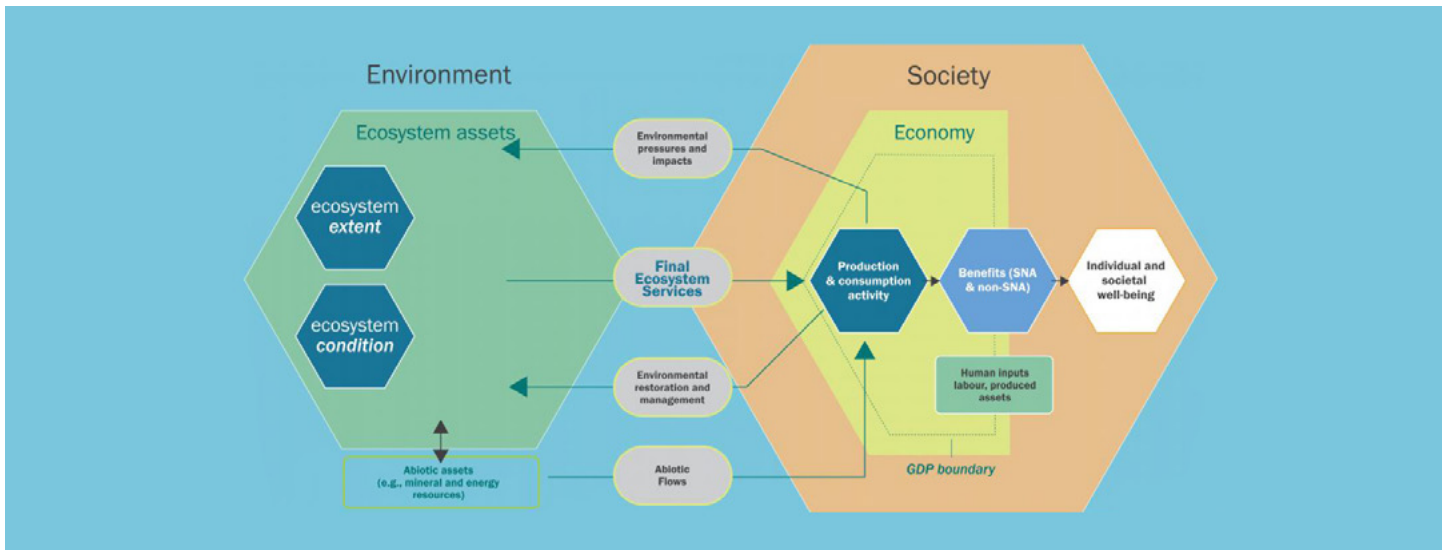 Environment
Society
Ecosystem assets
Economy
Environmental
pressures and
impacts
ecosystem
extent
Final
Ecosystem
Services
Production
& consumption
activity
Benefits (SNA
& non-SNA)
Individual and
societal
well-being
ecosystem
condition
Environmental
restoration and
management
Human inputs
labour, produced
assets
Abiotic assets
(e.g., mineral and energy
resources)
Abiotic
Flows
GDP boundary